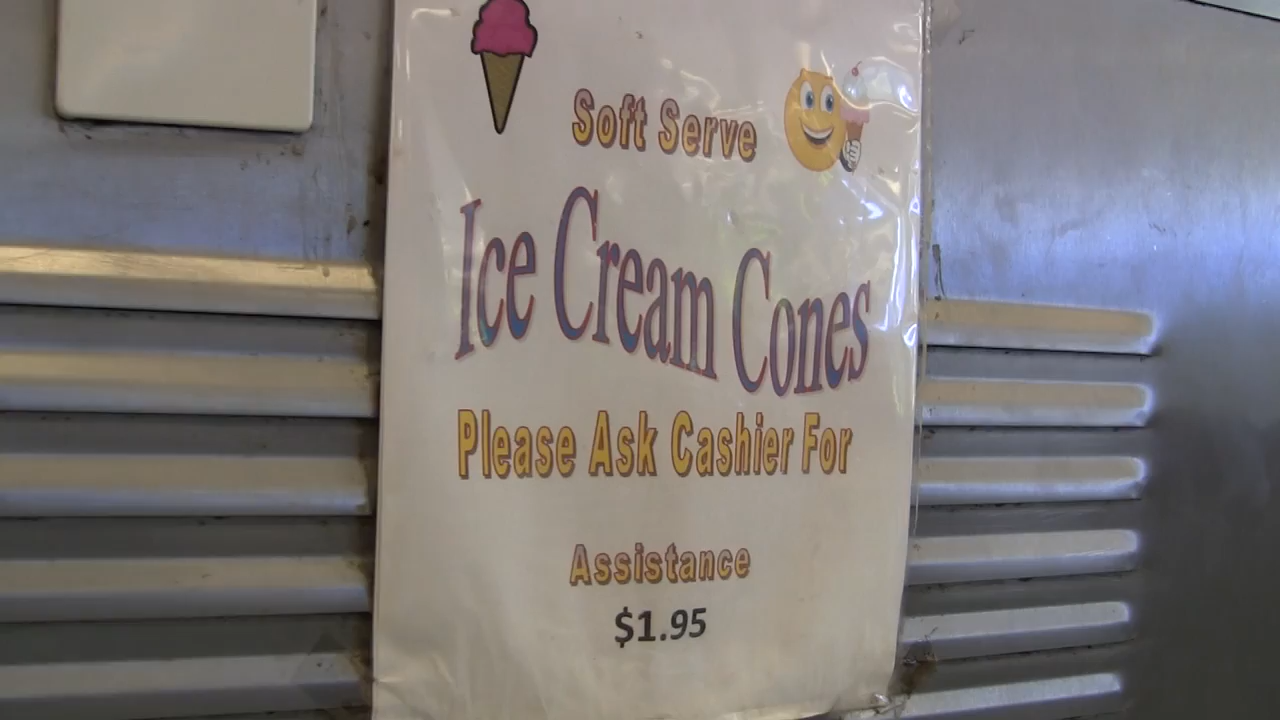 Soft Serve
Ice Cream Cones
Please Ask Cashier For
Assistance
$1.95